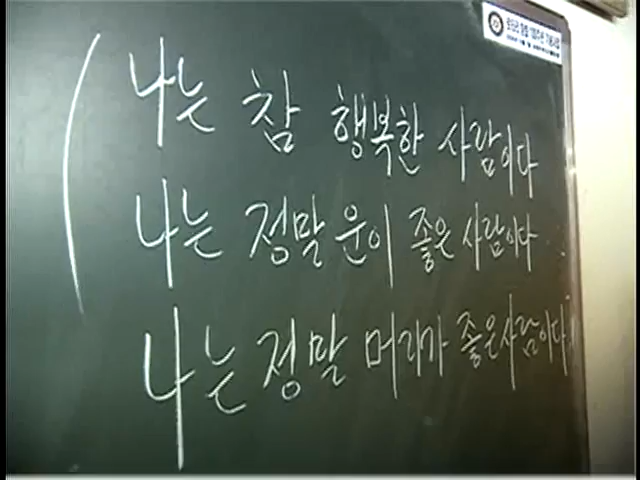 나는 참 행복한 사람이다
나는 정말 운이 좋은 사람이다
나는 정말 머리가 좋은 사람이다